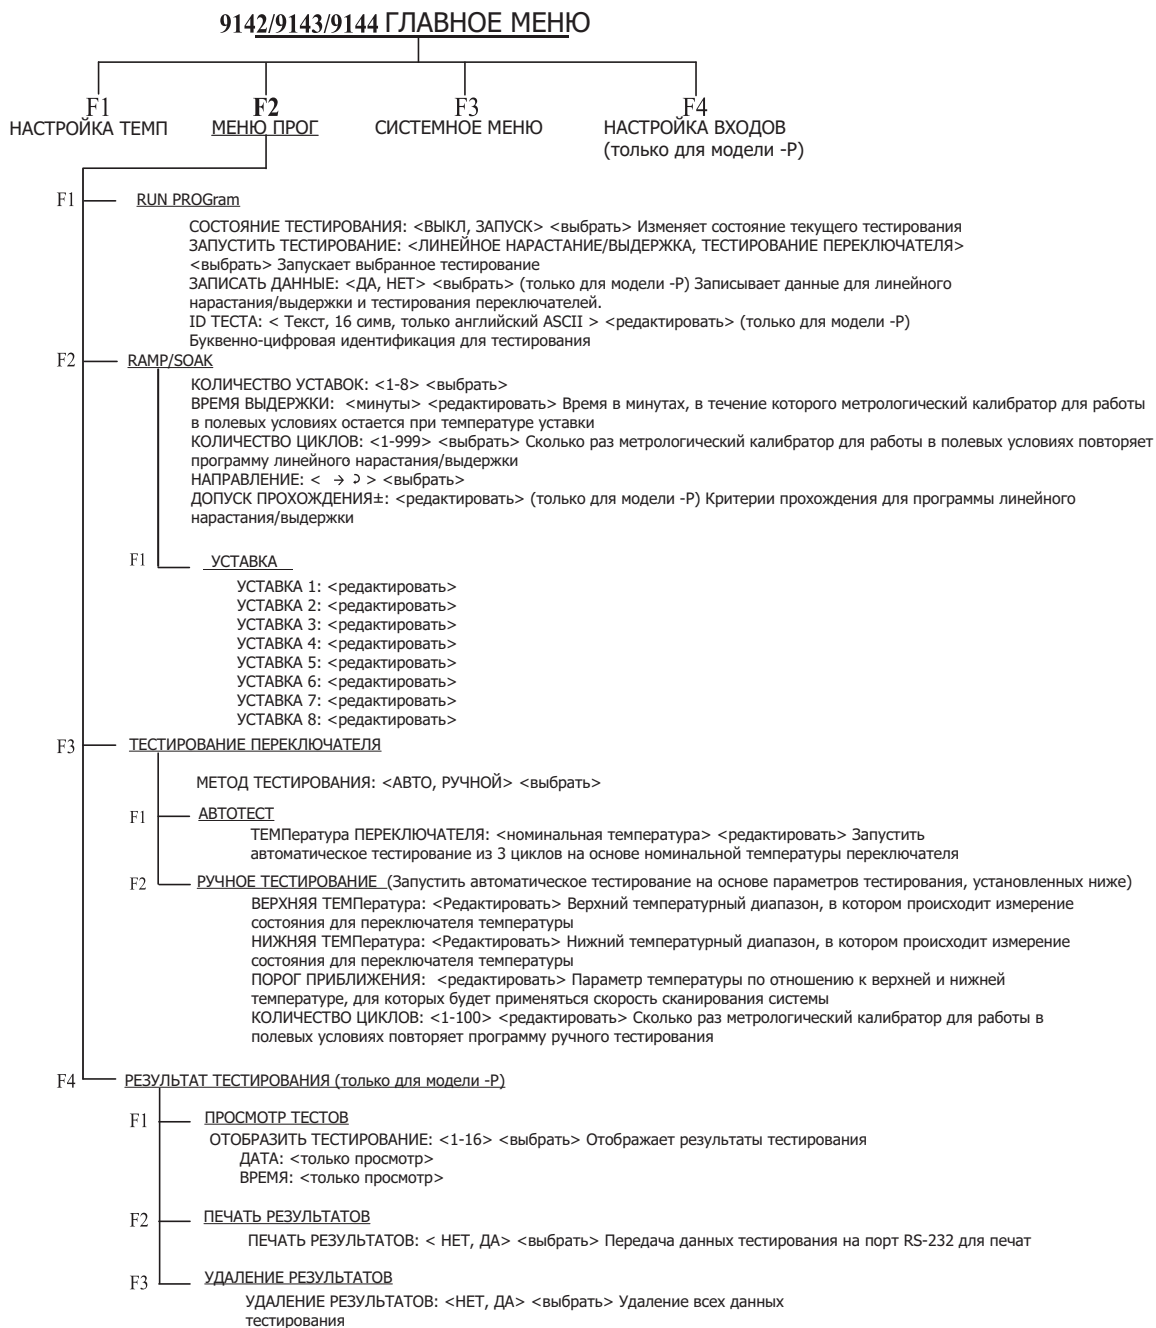 9142/9143/9144 ГЛАВНОЕ МЕНЮ
F1
НАСТРОЙКА ТЕМП
F2
МЕНЮ ПРОГ
F3
СИСТЕМНОЕ МЕНЮ
F4
НАСТРОЙКА ВХОДОВ
(только для модели -P)
F1
RUN PROGram
СОСТОЯНИЕ ТЕСТИРОВАНИЯ: <ВЫКЛ, ЗАПУСК> <выбрать> Изменяет состояние текущего тестирования
ЗАПУСТИТЬ ТЕСТИРОВАНИЕ: <ЛИНЕЙНОЕ НАРАСТАНИЕ/ВЫДЕРЖКА, ТЕСТИРОВАНИЕ ПЕРЕКЛЮЧАТЕЛЯ>
<выбрать> Запускает выбранное тестирование
ЗАПИСАТЬ ДАННЫЕ: <ДА, НЕТ> <выбрать> (только для модели -P) Записывает данные для линейного
нарастания/выдержки и тестирования переключателей.
ID ТЕСТА: < Текст, 16 симв, только английский ASCII > <редактировать> (только для модели -P)
Буквенно-цифровая идентификация для тестирования
F2
RAMP/SOAK
КОЛИЧЕСТВО УСТАВОК: <1-8> <выбрать>
ВРЕМЯ ВЫДЕРЖКИ: <минуты> <редактировать> Время в минутах, в течение которого метрологический калибратор для работы
в полевых условиях остается при температуре уставки
КОЛИЧЕСТВО ЦИКЛОВ: <1-999> <выбрать> Сколько раз метрологический калибратор для работы в полевых условиях повторяет
программу линейного нарастания/выдержки
НАПРАВЛЕНИЕ: < → ⤸ > <выбрать>
ДОПУСК ПРОХОЖДЕНИЯ±: <редактировать> (только для модели -P) Критерии прохождения для программы линейного
нарастания/выдержки
F1
УСТАВКА
УСТАВКА 1: <редактировать>
УСТАВКА 2: <редактировать>
УСТАВКА 3: <редактировать>
УСТАВКА 4: <редактировать>
УСТАВКА 5: <редактировать>
УСТАВКА 6: <редактировать>
УСТАВКА 7: <редактировать>
УСТАВКА 8: <редактировать>
F3
ТЕСТИРОВАНИЕ ПЕРЕКЛЮЧАТЕЛЯ
МЕТОД ТЕСТИРОВАНИЯ: <АВТО, РУЧНОЙ> <выбрать>
F1
АВТОТЕСТ
ТЕМПература ПЕРЕКЛЮЧАТЕЛЯ: <номинальная температура> <редактировать> Запустить
автоматическое тестирование из 3 циклов на основе номинальной температуры переключателя
F2
РУЧНОЕ ТЕСТИРОВАНИЕ (Запустить автоматическое тестирование на основе параметров тестирования, установленных ниже)
ВЕРХНЯЯ ТЕМПература: <Редактировать> Верхний температурный диапазон, в котором происходит измерение
состояния для переключателя температуры
НИЖНЯЯ ТЕМПература: <Редактировать> Нижний температурный диапазон, в котором происходит измерение
состояния для переключателя температуры
ПОРОГ ПРИБЛИЖЕНИЯ: <редактировать> Параметр температуры по отношению к верхней и нижней
температуре, для которых будет применяться скорость сканирования системы
КОЛИЧЕСТВО ЦИКЛОВ: <1-100> <редактировать> Сколько раз метрологический калибратор для работы в
полевых условиях повторяет программу ручного тестирования
F4
РЕЗУЛЬТАТ ТЕСТИРОВАНИЯ (только для модели -P)
F1
ПРОСМОТР ТЕСТОВ
ОТОБРАЗИТЬ ТЕСТИРОВАНИЕ: <1-16> <выбрать> Отображает результаты тестирования
ДАТА: <только просмотр>
ВРЕМЯ: <только просмотр>
F2
ПЕЧАТЬ РЕЗУЛЬТАТОВ
ПЕЧАТЬ РЕЗУЛЬТАТОВ: < НЕТ, ДА> <выбрать> Передача данных тестирования на порт RS-232 для печат
F3
УДАЛЕНИЕ РЕЗУЛЬТАТОВ
УДАЛЕНИЕ РЕЗУЛЬТАТОВ: <НЕТ, ДА> <выбрать> Удаление всех данных
тестирования